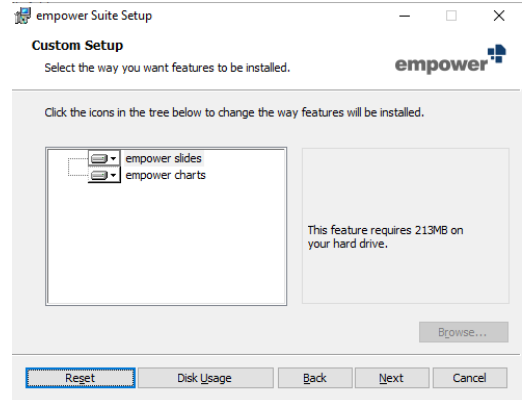 empower Suite Setup
Custom Setup
Select the way you want features to be installed.
empower
Click the icons in the tree below to change the way features will be installed.
empower slides
empower charts
This feature requires 213MB on
your hard drive.
Browse...
Reset Disk Usage Back Next Cancel